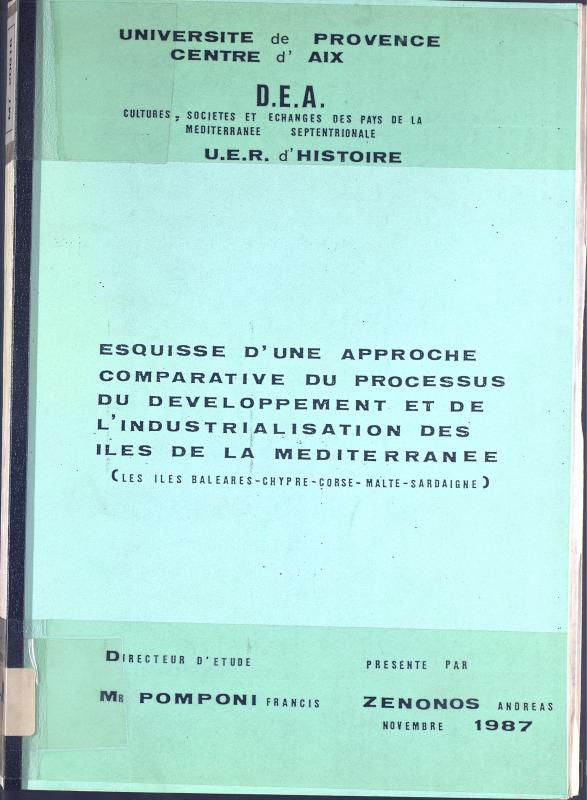 UNIVERSITE de PROVENCE
CENTRE d' AIX
D.E.A.
CULTURES, SOCIETES ET ECHANGES DES PAYS DE LA
MEDITERRANEE SEPTENTRIONALE
U.E.R. d'HISTOIRE
ESQUISSE D'UNE APPROCHE
COMPARATIVE DU PROCESSUS
DU DEVELOPPEMENT ET DE
L'INDUSTRIALISATION DES
ILES DE LA MEDITERRANEE
(LES ILES BALEARES-CHYPRE-CORSE-MALTE-SARDAIGNE)
DIRECTEUR D'ETUDE
PRESENTE PAR
MR POMPONI FRANCIS
ZENONOS ANDREAS
NOVEMBRE 1987